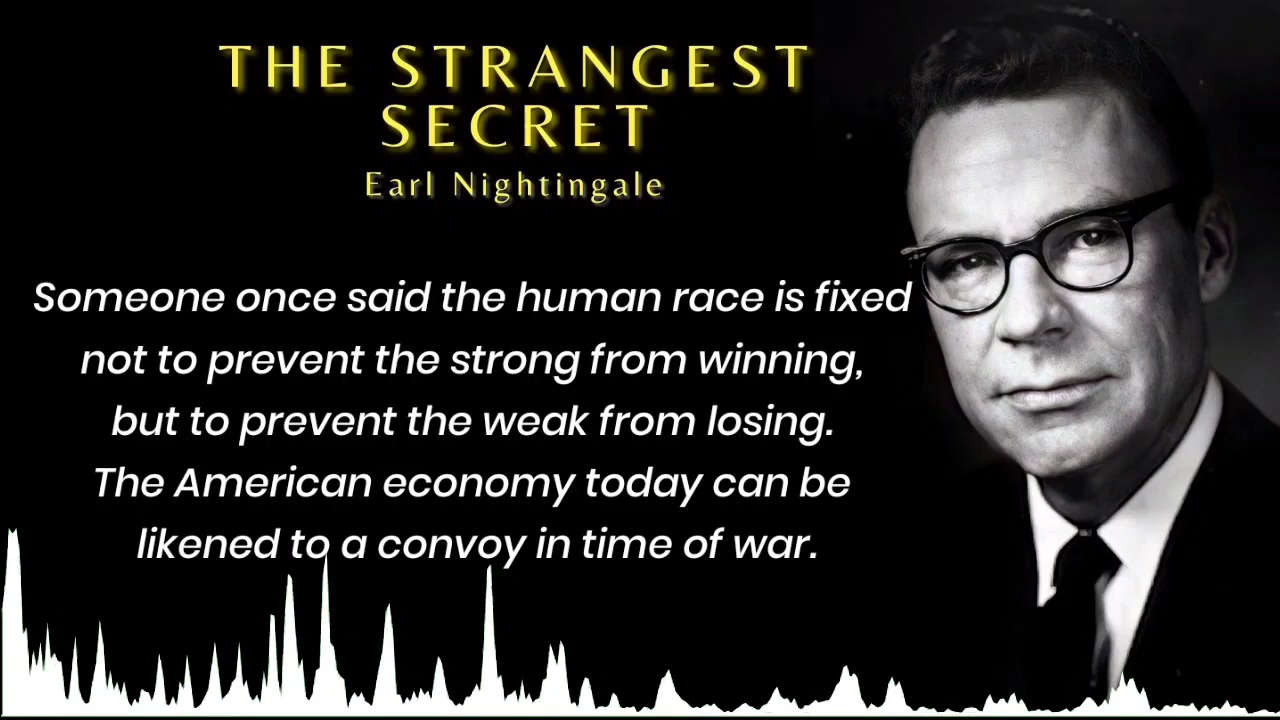 THE STRANGEST
SECRET
Earl Nightingale
Someone once said the human race is fixed
not to prevent the strong from winning,
but to prevent the weak from losing.
The American economy today can be
likened to a convoy in time of war.